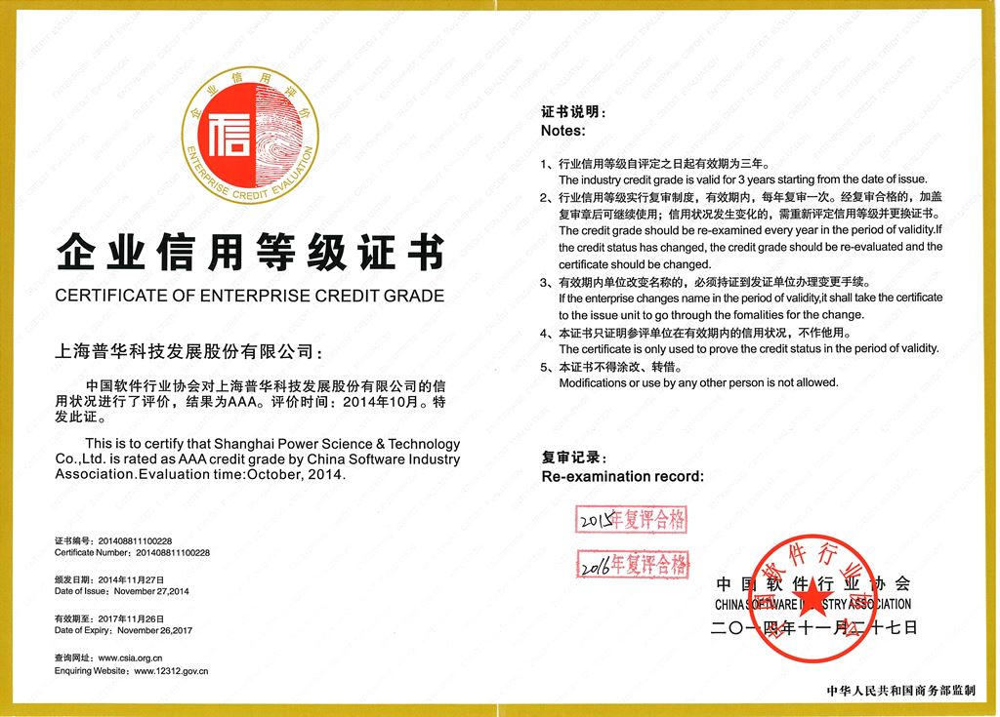 企业信用评价
信
ENTERPRISE CREDIT EVALUATION
企业信用等级证书
CERTIFICATE OF ENTERPRISE CREDIT GRADE
上海普华科技发展股份有限公司：
中国软件行业协会对上海普华科技发展股份有限公司的信
用状况进行了评价，结果为AAA。评价时间：2014年10月。特
发此证。
This is to certify that Shanghai Power Science & Technology
Co.,Ltd. is rated as AAA credit grade by China Software Industry
Association.Evaluation time:October, 2014.
证书编号：201408811100228
Certificate Number：201408811100228
颁发日期：2014年11月27日
Date of Issue：November 27,2014
有效期至：2017年11月26日
Date of Expiry：November 26,2017
查询网址：www.csia.org.cn
Enquiring Website：www.12312.gov.cn
证书说明：
Notes:
1、行业信用等级自评定之日起有效期为三年。
The industry credit grade is valid for 3 years starting from the date of issue.
2、行业信用等级实行复审制度，有效期内，每年复审一次。经复审合格的，加盖
复审章后可继续使用；信用状况发生变化的，需重新评定信用等级并更换证书。
The credit grade should be re-examined every year in the period of validity.If
the credit status has changed, the credit grade should be re-evaluated and the
certificate should be changed.
3、有效期内单位改变名称的，必须持证到发证单位办理变更手续。
If the enterprise changes name in the period of validity,it shall take the certificate
to the issue unit to go through the fomalities for the change.
4、本证书只证明参评单位在有效期内的信用状况，不作他用。
The certificate is only used to prove the credit status in the period of validity.
5、本证书不得涂改、转借。
Modifications or use by any other person is not allowed.
复审记录：
Re-examination record:
2015年复评合格
2016年复评合格
中国软件行业协会
中国软件行业协会
CHINA SOFTWARE INDUSTRY ASSOCIATION
二〇一四年十一月二十七日
中华人民共和国商务部监制